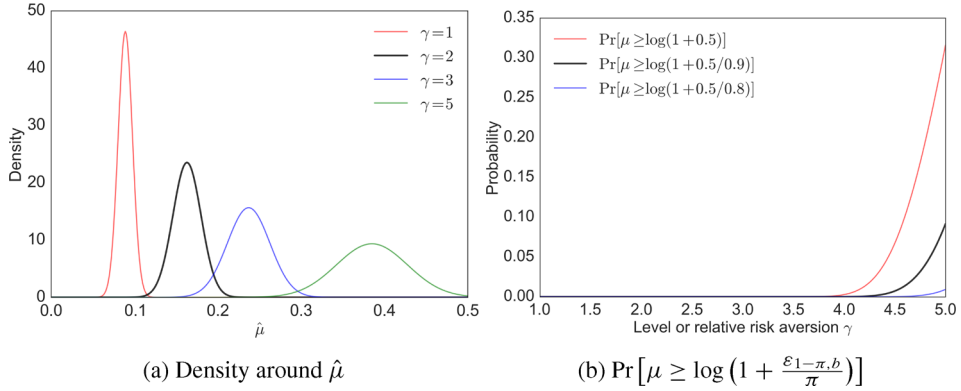 50
40
30
20
10
0
0.0 0.1 0.2 0.3 0.4 0.5
Density
μ̂
γ=1
γ=2
γ=3
γ=5
(a) Density around μ̂
0.35
0.30
0.25
0.20
0.15
0.10
0.05
0.00
1.0 1.5 2.0 2.5 3.0 3.5 4.0 4.5 5.0
Probability
Level or relative risk aversion γ
Pr[μ ≥ log(1+0.5)]
Pr[μ ≥ log(1+0.5/0.9)]
Pr[μ ≥ log(1+0.5/0.8)]
(b) Pr[μ ≥ log(1 + ε_{1−π,b}/π)]